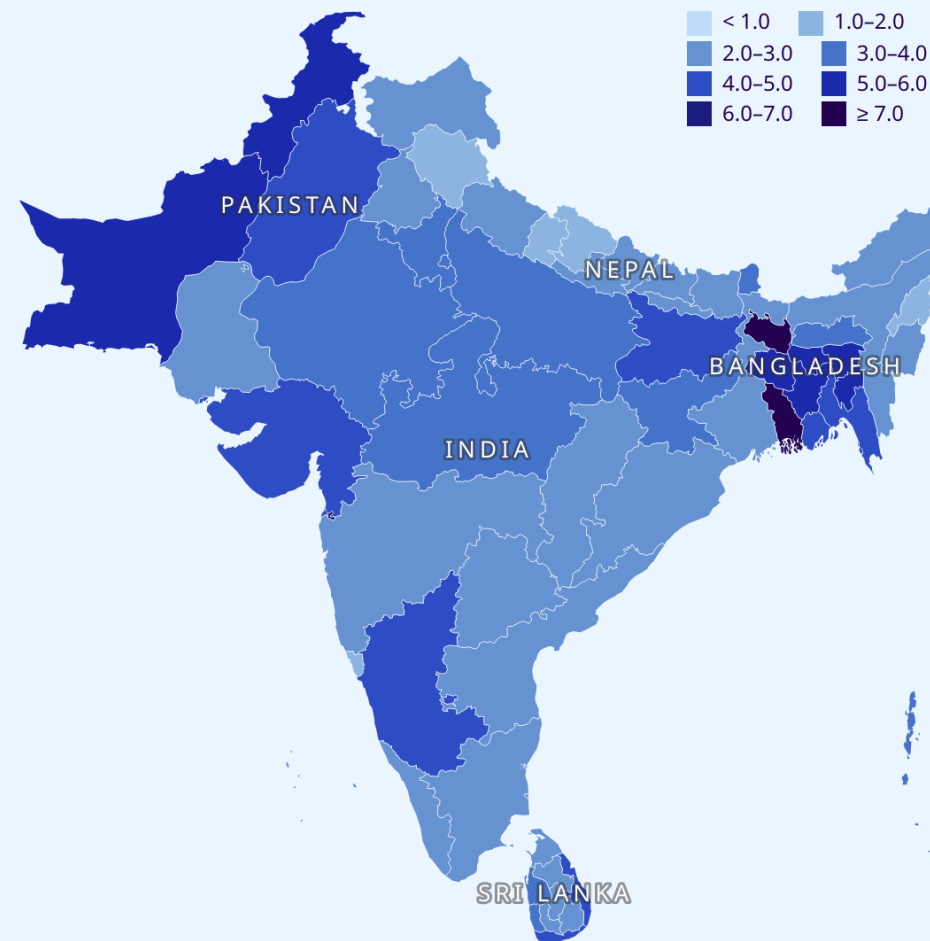 < 1.0 1.0–2.0
2.0–3.0 3.0–4.0
4.0–5.0 5.0–6.0
6.0–7.0 ≥ 7.0
PAKISTAN
NEPAL
BANGLADESH
INDIA
SRI LANKA